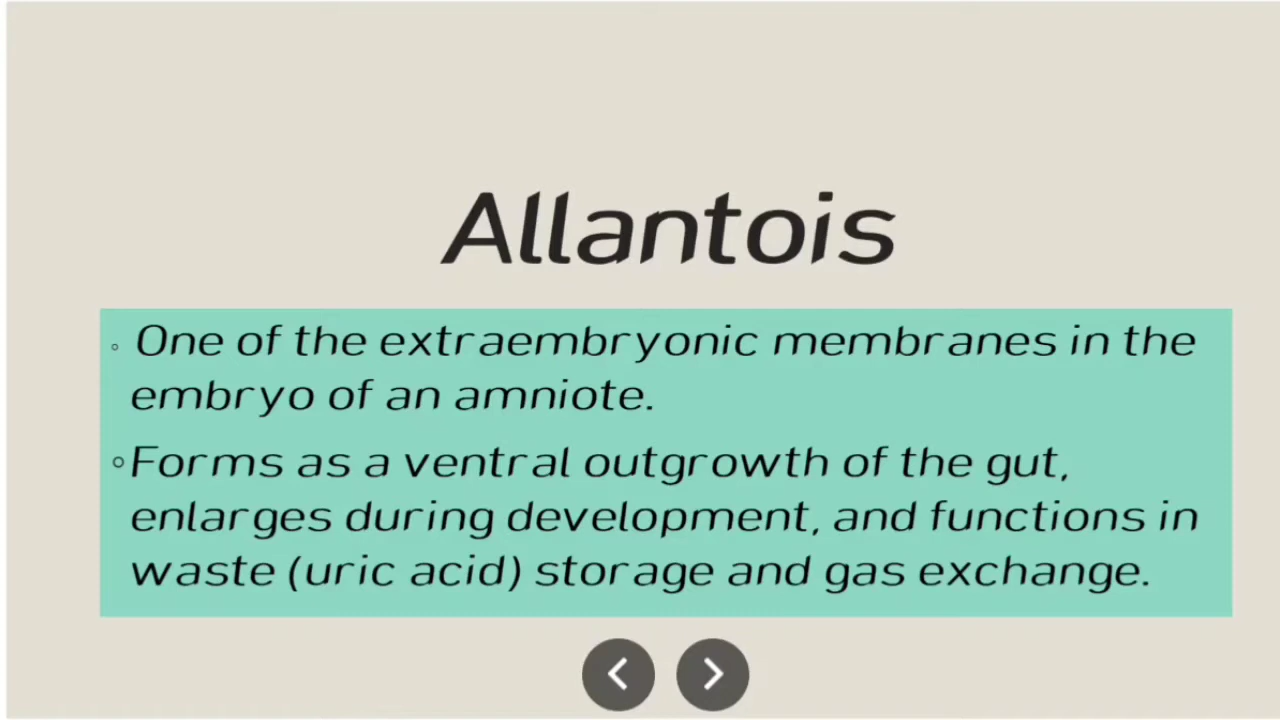 Allantois
◦ One of the extraembryonic membranes in the
embryo of an amniote.
◦Forms as a ventral outgrowth of the gut,
enlarges during development, and functions in
waste (uric acid) storage and gas exchange.